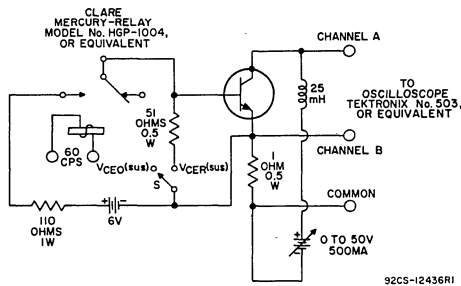 CLARE
MERCURY-RELAY
MODEL No. HGP-1004,
OR EQUIVALENT
CHANNEL A
25
mH
TO
OSCILLOSCOPE
TEKTRONIX No. 503,
OR EQUIVALENT
51
OHMS
0.5
W
60
CPS
CHANNEL B
VCEO(sus)
VCER(sus)
S
1
OHM
0.5
W
COMMON
110
OHMS
1W
+ -
6V
+
-
0 TO 50V
500MA
92CS-12436R1